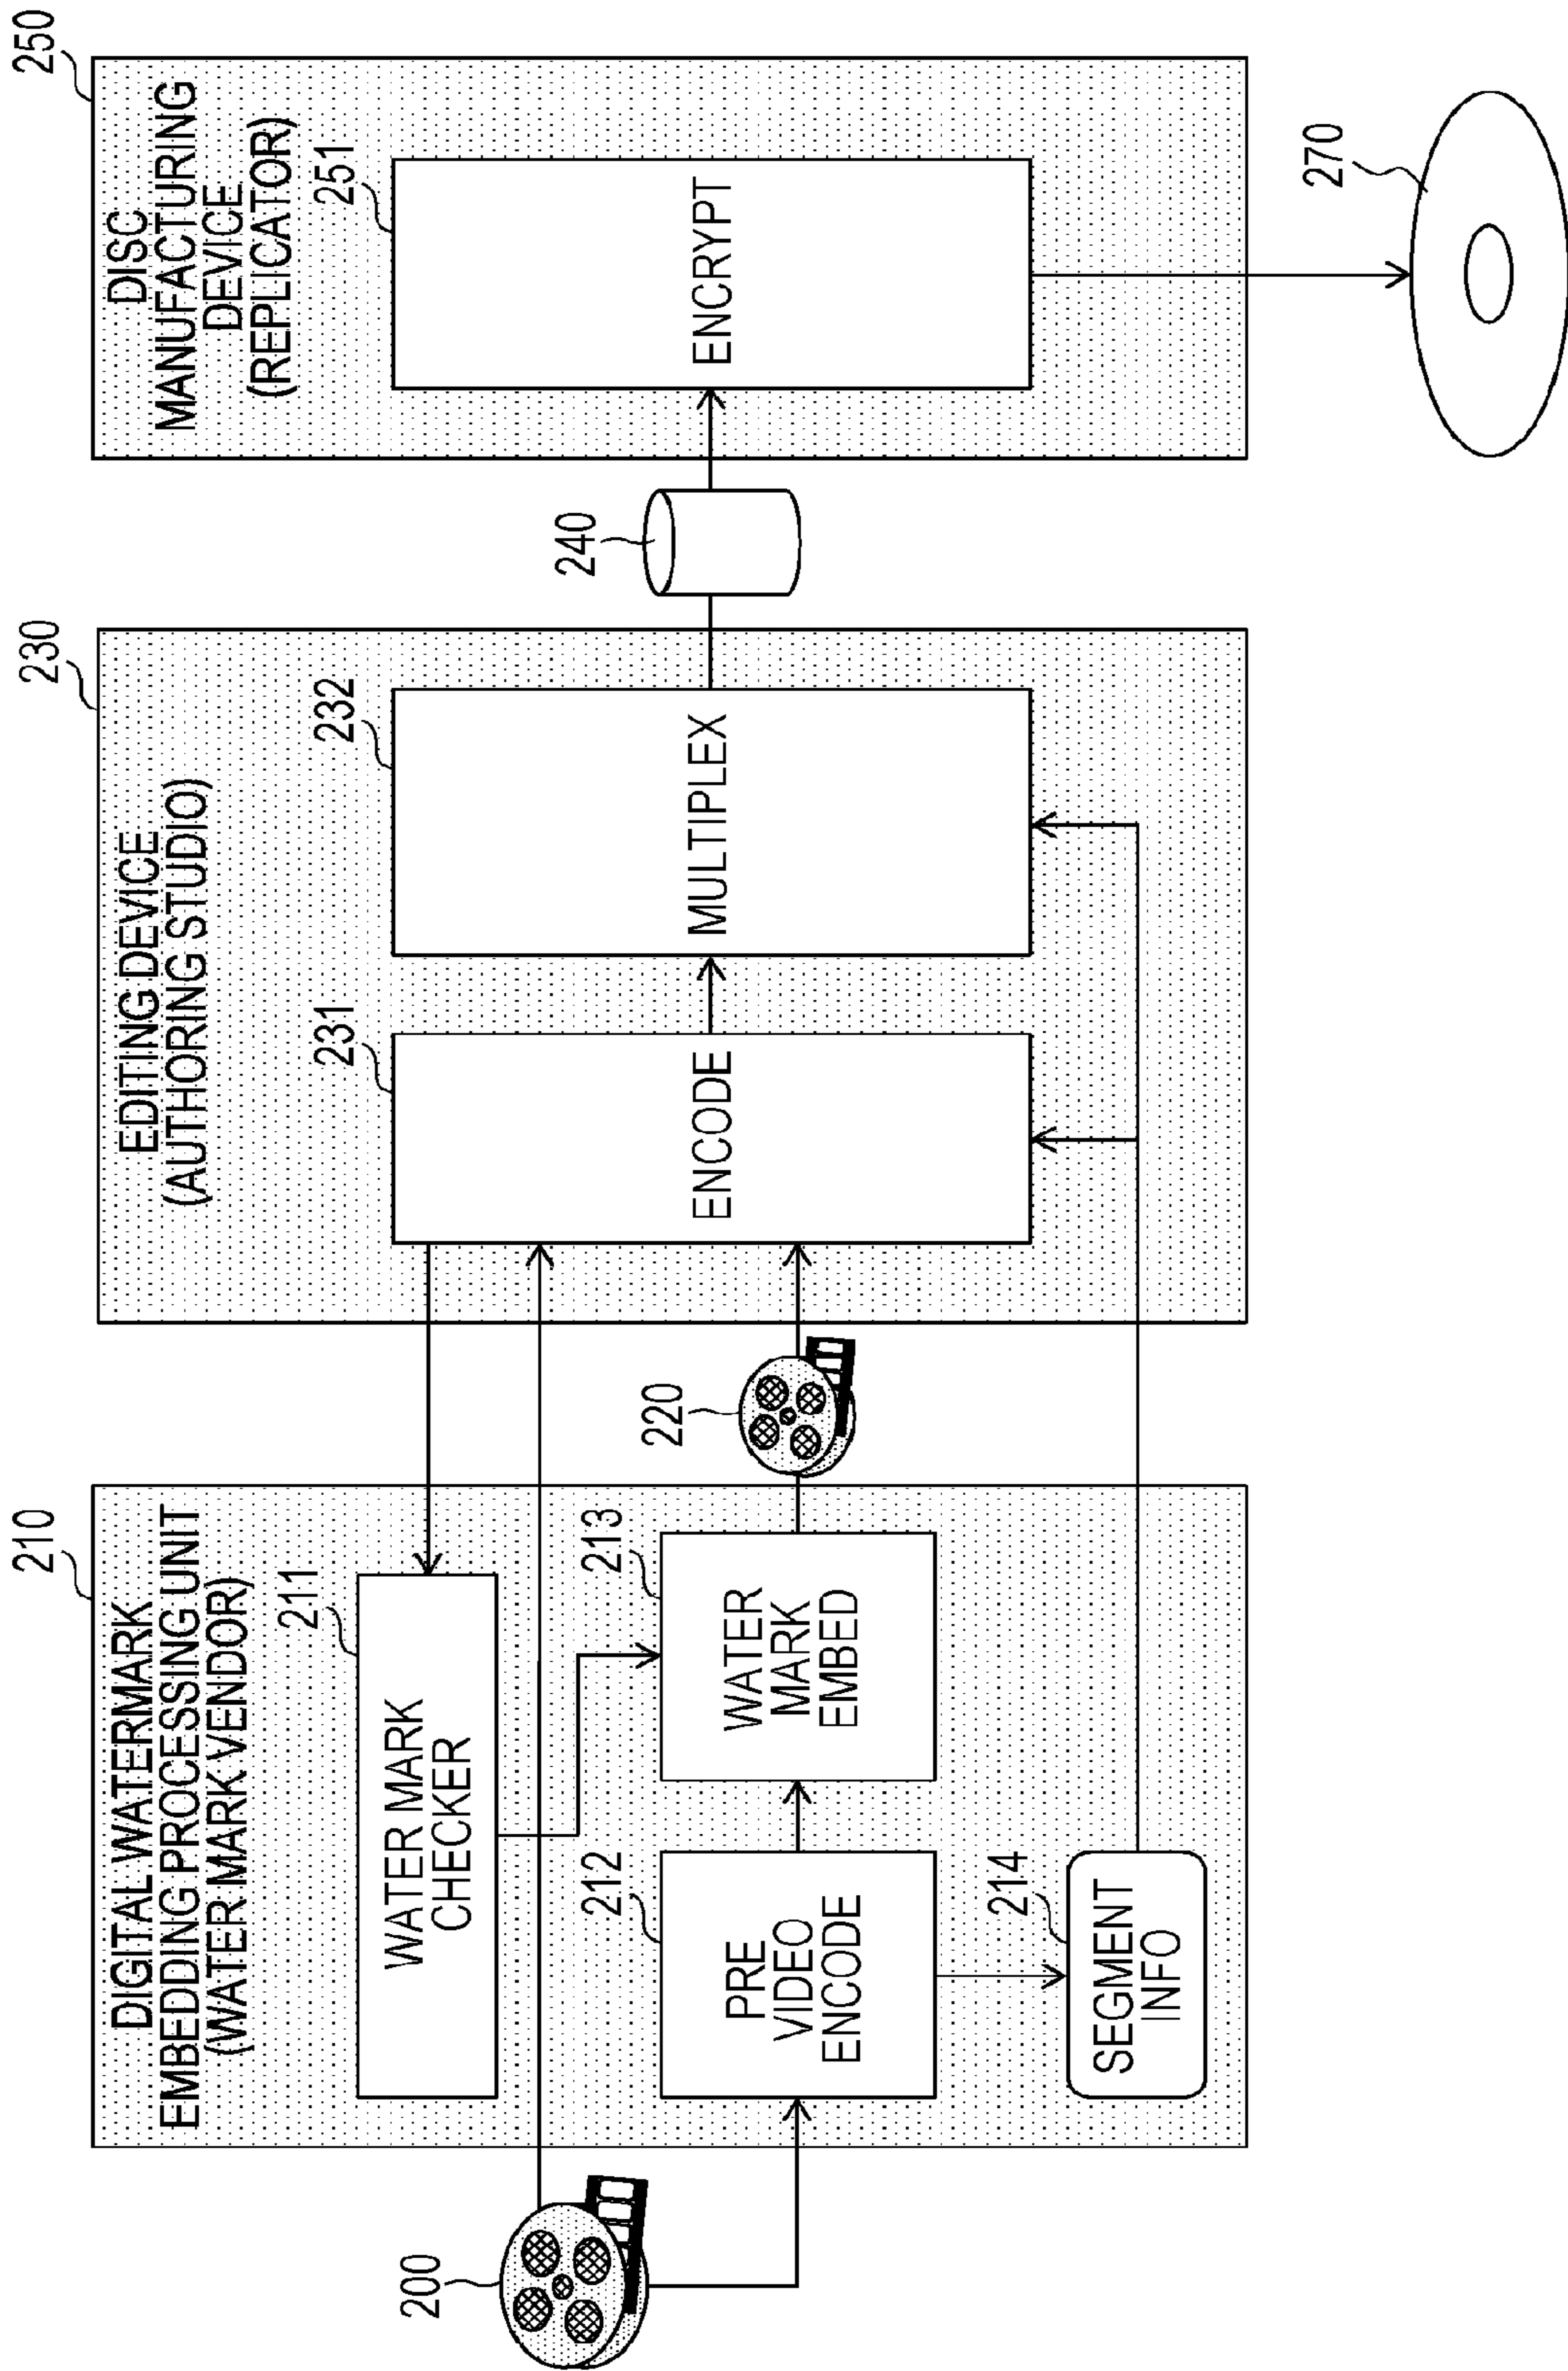 210
DIGITAL WATERMARK
EMBEDDING PROCESSING UNIT
(WATER MARK VENDOR)
211
WATER MARK
CHECKER
200
212
PRE
VIDEO
ENCODE
213
WATER
MARK
EMBED
214
SEGMENT
INFO
220
230
EDITING DEVICE
(AUTHORING STUDIO)
231
ENCODE
232
MULTIPLEX
240
250
DISC
MANUFACTURING
DEVICE
(REPLICATOR)
251
ENCRYPT
270